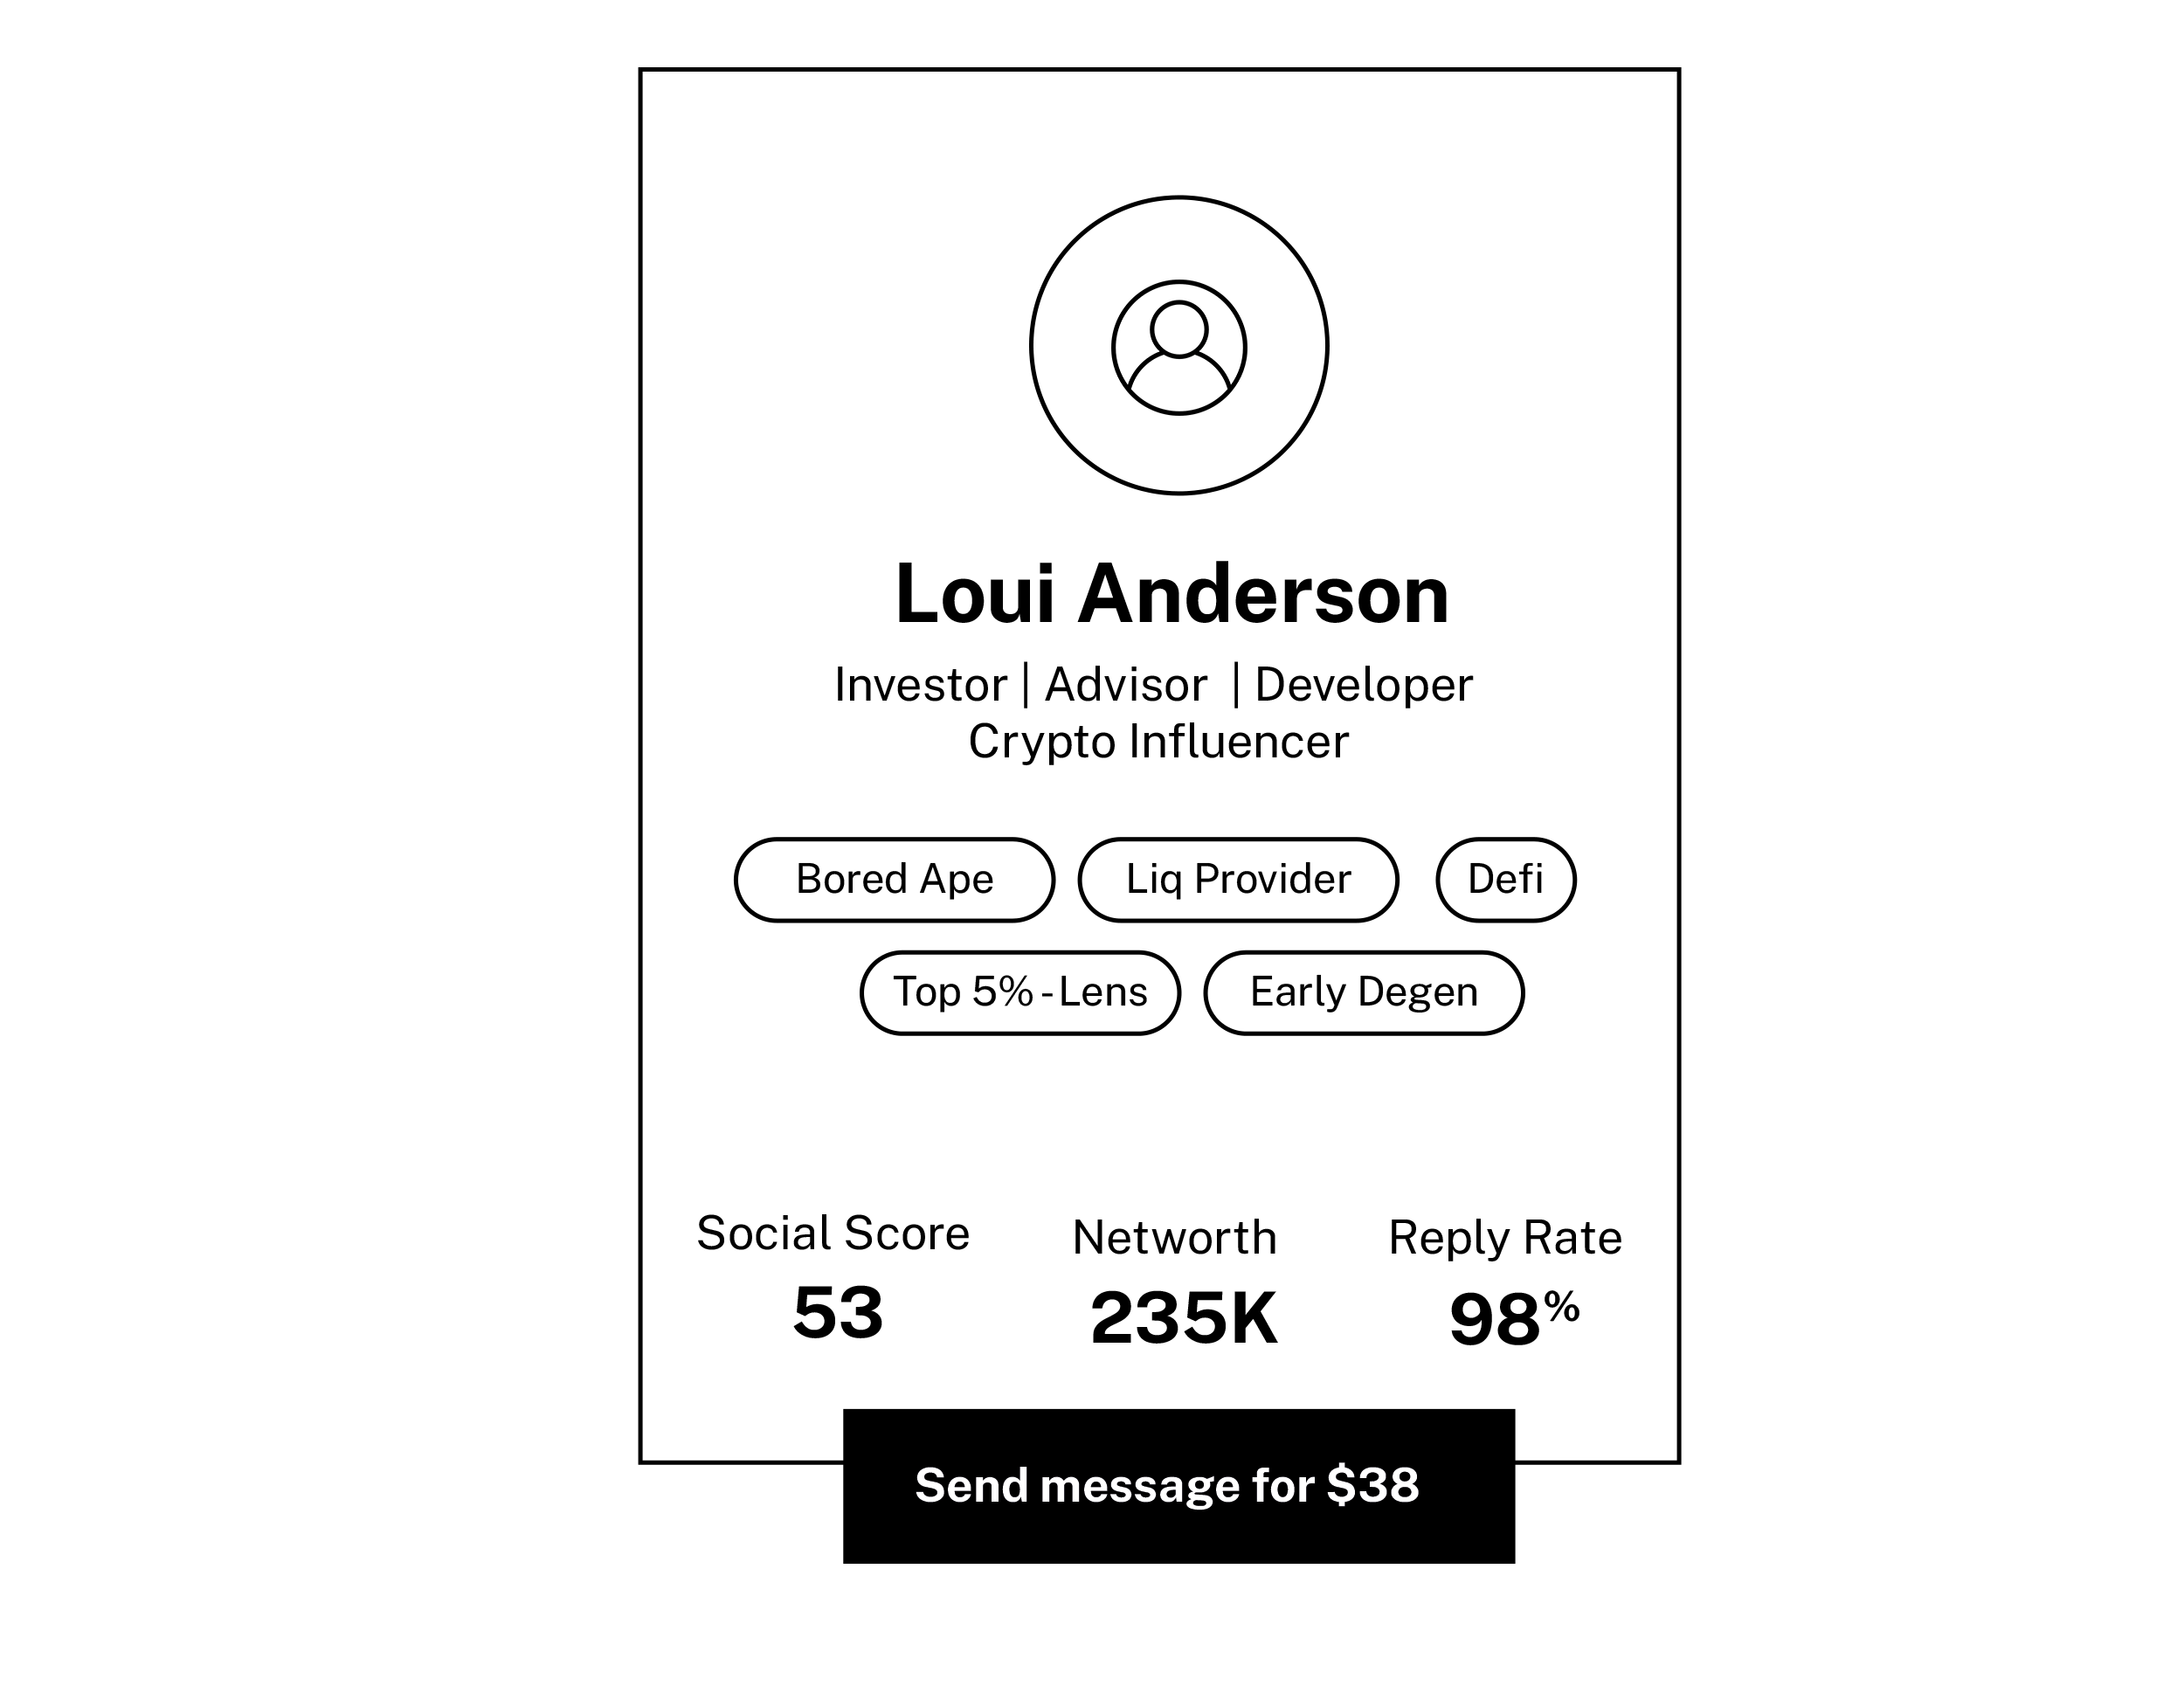 Loui Anderson
Investor | Advisor | Developer
Crypto Influencer
Bored Ape
Liq Provider
Defi
Top 5% - Lens
Early Degen
Social Score
Networth
Reply Rate
53
235K
98%
Send message for $38